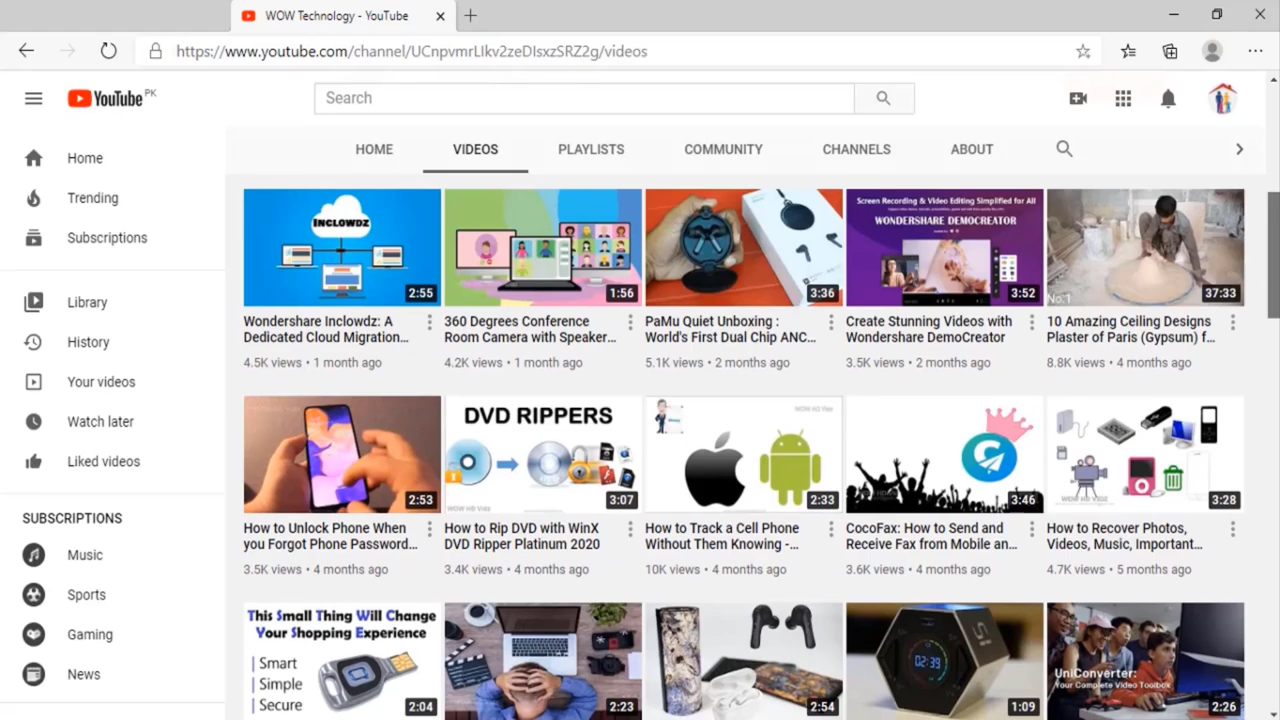 WOW Technology - YouTube
https://www.youtube.com/channel/UCnpvmrLIkv2zeDIsxzSRZ2g/videos
YouTube PK
Search
HOME VIDEOS PLAYLISTS COMMUNITY CHANNELS ABOUT
Home
Trending
Subscriptions
Library
History
Your videos
Watch later
Liked videos
SUBSCRIPTIONS
Music
Sports
Gaming
News
INCLOWDZ
2:55
Wondershare Inclowdz: A
Dedicated Cloud Migration...
4.5K views • 1 month ago
1:56
360 Degrees Conference
Room Camera with Speaker...
4.2K views • 1 month ago
3:36
PaMu Quiet Unboxing :
World's First Dual Chip ANC...
5.1K views • 2 months ago
Screen Recording & Video Editing Simplified for All
WONDERSHARE DEMOCREATOR
3:52
Create Stunning Videos with
Wondershare DemoCreator
3.5K views • 2 months ago
No:1
37:33
10 Amazing Ceiling Designs
Plaster of Paris (Gypsum) f...
8.8K views • 4 months ago
2:53
How to Unlock Phone When
you Forgot Phone Password...
3.5K views • 4 months ago
DVD RIPPERS
WOW HD Vidz
3:07
How to Rip DVD with WinX
DVD Ripper Platinum 2020
3.4K views • 4 months ago
2:33
How to Track a Cell Phone
Without Them Knowing -...
10K views • 4 months ago
3:46
CocoFax: How to Send and
Receive Fax from Mobile an...
3.6K views • 4 months ago
WOW HD VIDZ
3:28
How to Recover Photos,
Videos, Music, Important...
4.7K views • 5 months ago
This Small Thing Will Change
Your Shopping Experience
Smart
Simple
Secure
2:04
2:23
2:54
02:39
1:09
UniConverter:
Your Complete Video Toolbox
2:26